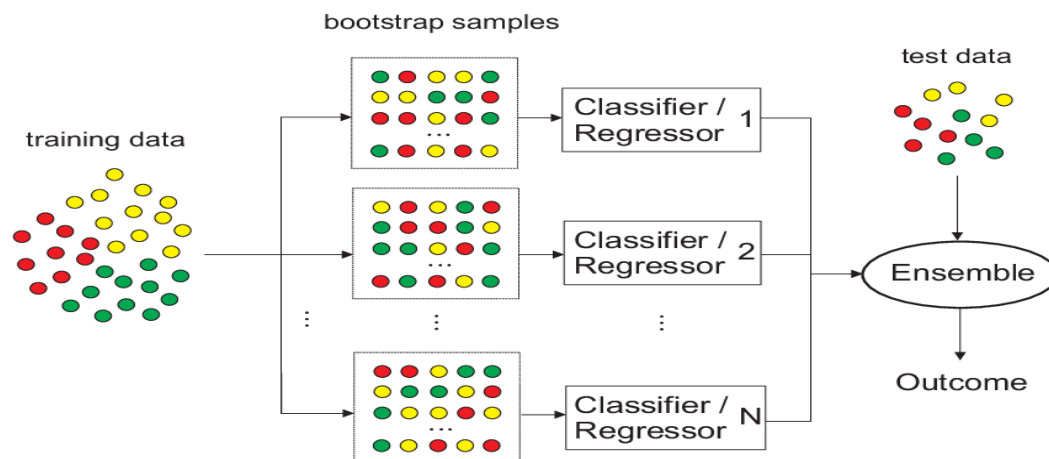 bootstrap samples
test data
training data
...
Classifier /
Regressor 1
...
Classifier /
Regressor 2
...
Classifier /
Regressor N
Ensemble
Outcome